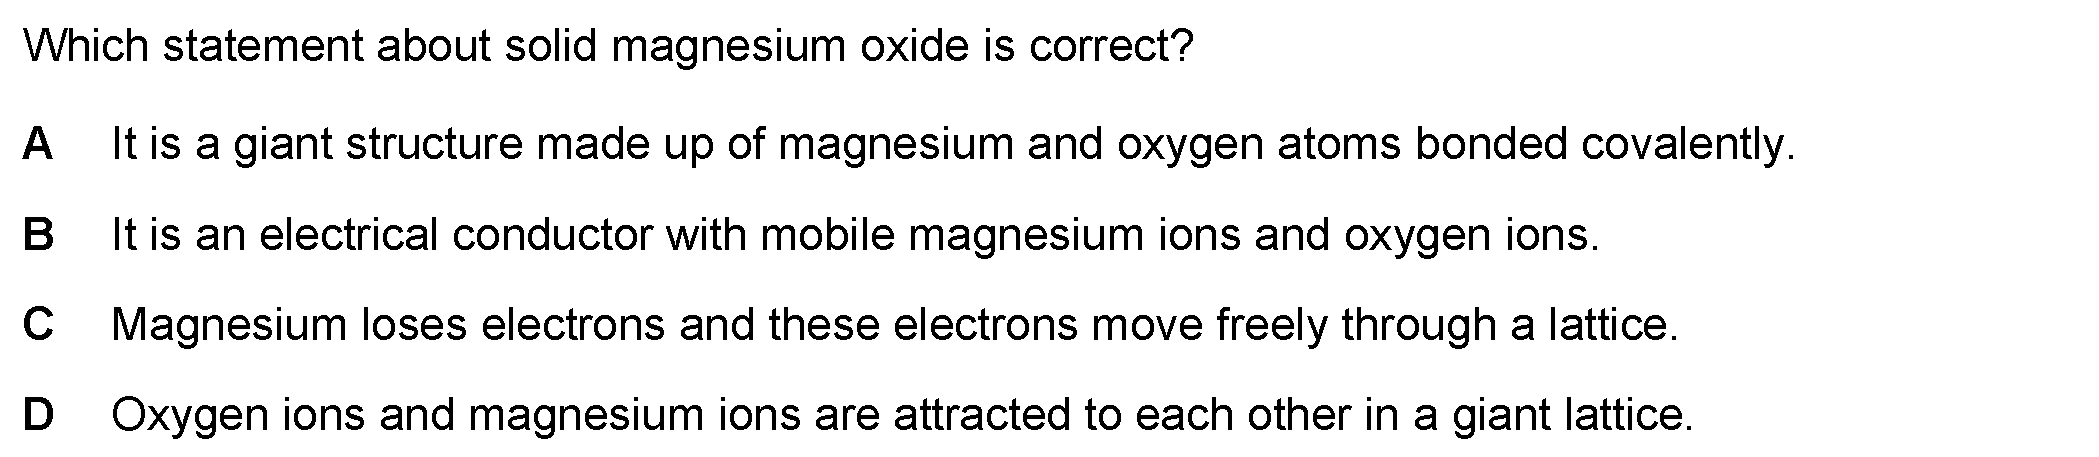 Which statement about solid magnesium oxide is correct?
A It is a giant structure made up of magnesium and oxygen atoms bonded covalently.
B It is an electrical conductor with mobile magnesium ions and oxygen ions.
C Magnesium loses electrons and these electrons move freely through a lattice.
D Oxygen ions and magnesium ions are attracted to each other in a giant lattice.